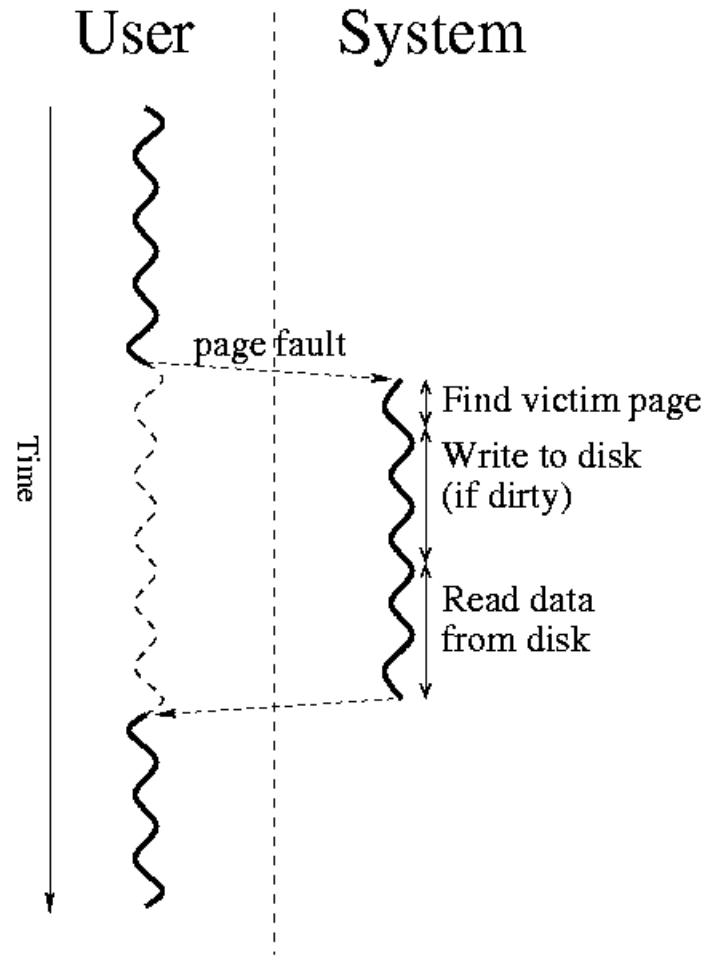 User
System
page fault
Find victim page
Write to disk
(if dirty)
Time
Read data
from disk